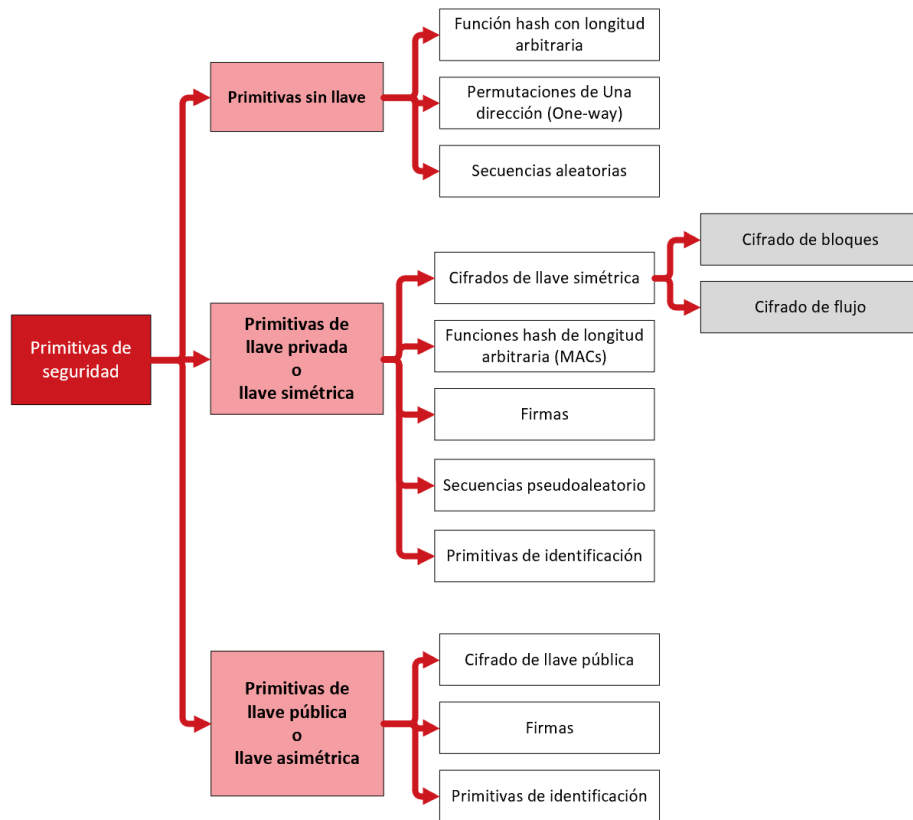 Función hash con longitud
arbitraria
Primitivas sin llave
Permutaciones de Una
dirección (One-way)
Secuencias aleatorias
Cifrado de bloques
Cifrados de llave simétrica
Cifrado de flujo
Primitivas de
seguridad
Primitivas de
llave privada
o
llave simétrica
Funciones hash de longitud
arbitraria (MACs)
Firmas
Secuencias pseudoaleatorio
Primitivas de identificación
Cifrado de llave pública
Primitivas de
llave pública
o
llave asimétrica
Firmas
Primitivas de identificación